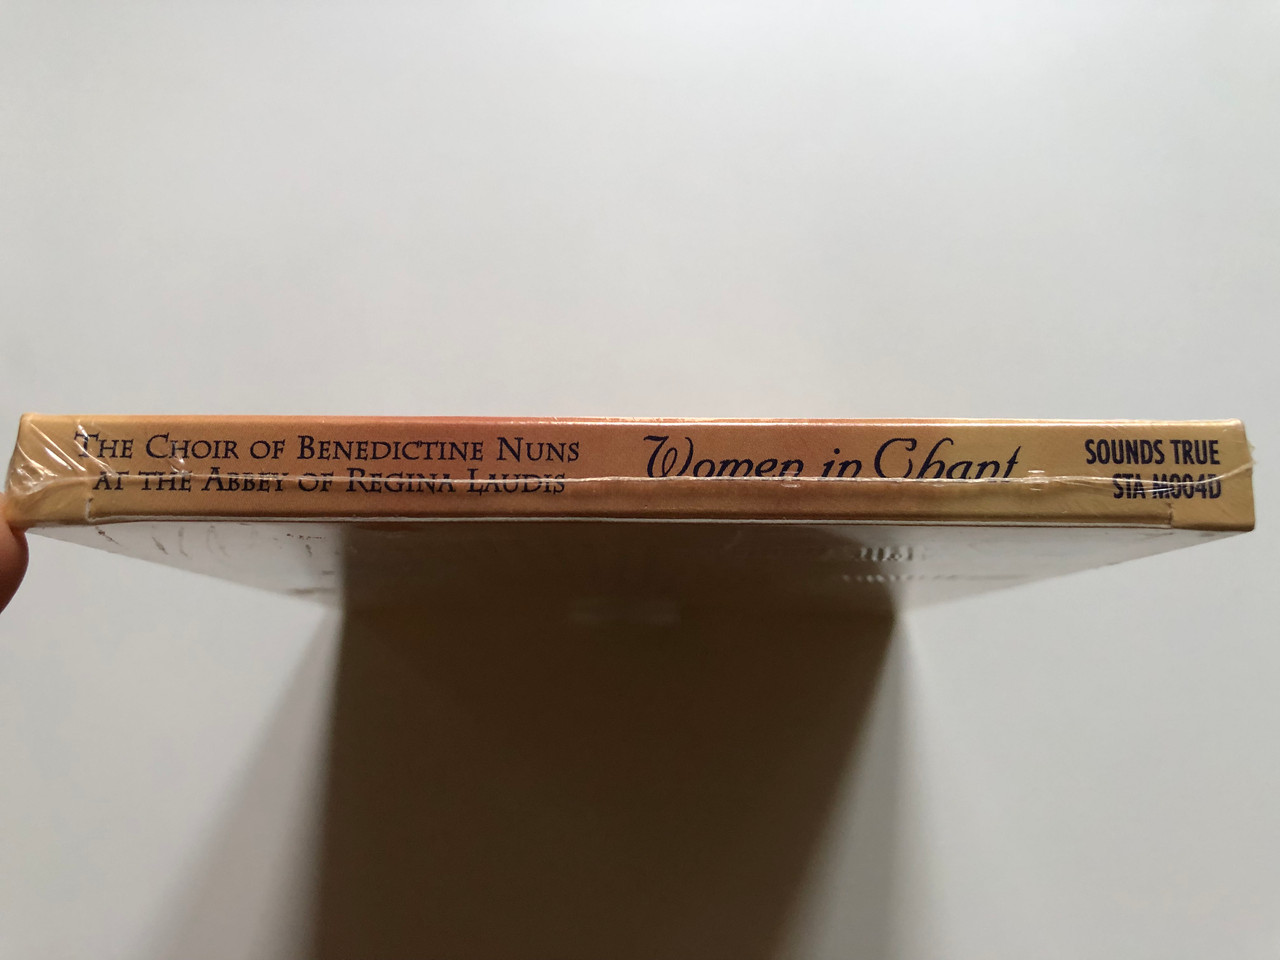 The Choir of Benedictine Nuns
at the Abbey of Regina Laudis
Women in Chant
SOUNDS TRUE
STA M004D